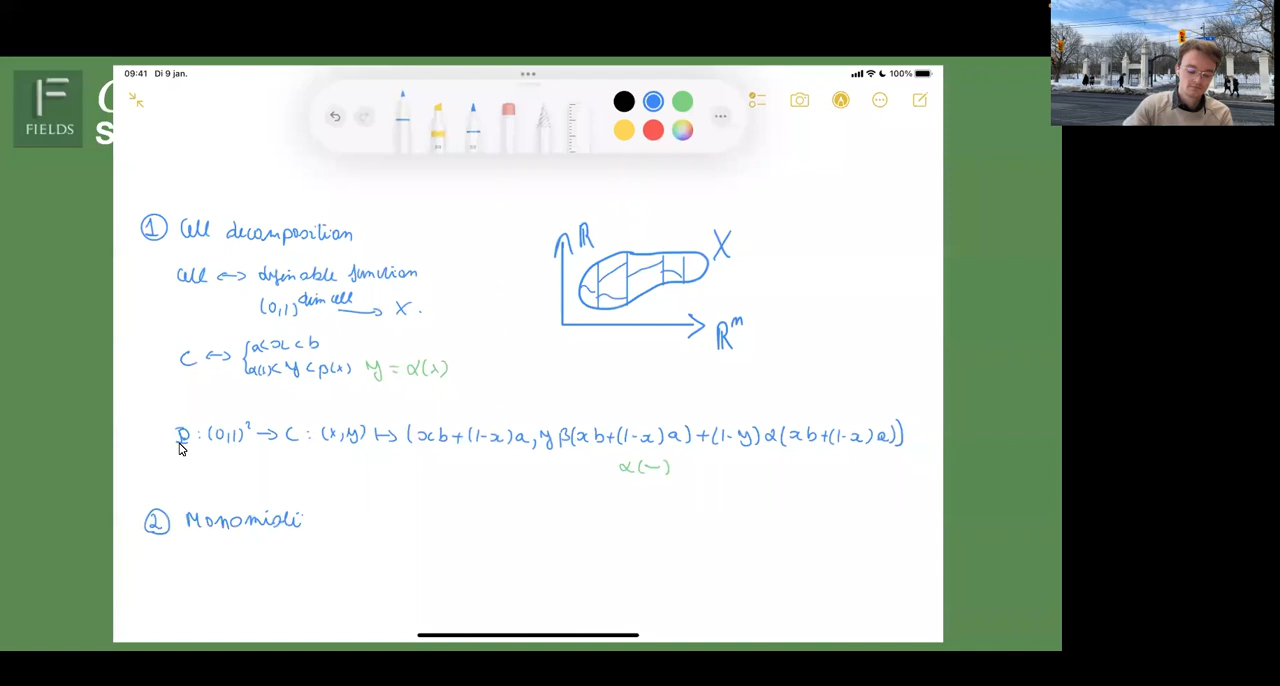 09:41 Di 9 jan.
100%
FIELDS
① Cell decomposition
ℝ
X
ℝᵐ
Cell ↔ definable function
(0,1)^{dim cell} → X.
C ↔ { a<x<b
α(x)<y<β(x) y = α(x)
Φ : (0,1)² → C : (x,y) ↦ (xb+(1-x)a, yβ(xb+(1-x)a)+(1-y)α(xb+(1-x)a))
α(~)
② Monomiali